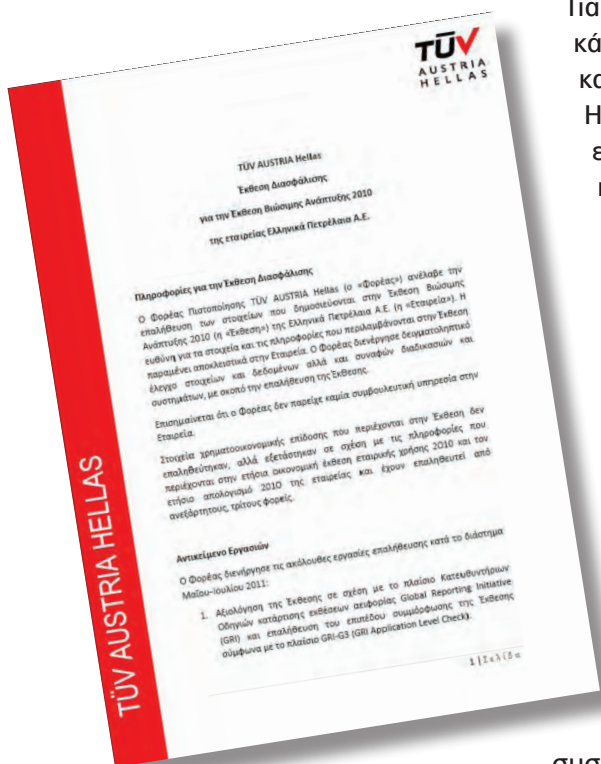 TÜV
AUSTRIA
HELLAS
TÜV AUSTRIA Hellas
Έκθεση Διασφάλισης
για την Έκθεση Βιώσιμης Ανάπτυξης 2010
της εταιρείας Ελληνικά Πετρέλαια Α.Ε.
Πληροφορίες για την Έκθεση Διασφάλισης
Ο Φορέας Πιστοποίησης TÜV AUSTRIA Hellas (ο «Φορέας») ανέλαβε την
επαλήθευση των στοιχείων που δημοσιεύονται στην Έκθεση Βιώσιμης
Ανάπτυξης 2010 (η «Έκθεση») της Ελληνικά Πετρέλαια Α.Ε. (η «Εταιρεία»). Η
ευθύνη για τα στοιχεία και τις πληροφορίες που περιλαμβάνονται στην Έκθεση
παραμένει αποκλειστικά στην Εταιρεία. Ο Φορέας διενέργησε δειγματοληπτικό
έλεγχο στοιχείων και δεδομένων αλλά και συναφών διαδικασιών και
συστημάτων, με σκοπό την επαλήθευση της Έκθεσης.
Επισημαίνεται ότι ο Φορέας δεν παρείχε καμία συμβουλευτική υπηρεσία στην
Εταιρεία.
Στοιχεία χρηματοοικονομικής επίδοσης που περιέχονται στην Έκθεση δεν
επαληθεύτηκαν, αλλά εξετάστηκαν σε σχέση με τις πληροφορίες που
περιέχονται στην ετήσια οικονομική έκθεση εταιρικής χρήσης 2010 και τον
ετήσιο απολογισμό 2010 της εταιρείας και έχουν επαληθευτεί από
ανεξάρτητους, τρίτους φορείς.
Αντικείμενο Εργασιών
Ο Φορέας διενήργησε τις ακόλουθες εργασίες επαλήθευσης κατά το διάστημα
Μαΐου-Ιουλίου 2011:
1. Αξιολόγηση της Έκθεσης σε σχέση με το πλαίσιο Κατευθυντήριων
Οδηγιών κατάρτισης εκθέσεων αειφορίας Global Reporting Initiative
(GRI) και επαλήθευση του επιπέδου συμμόρφωσης της Έκθεσης
σύμφωνα με το πλαίσιο GRI-G3 (GRI Application Level Check).
1 | Σελίδα
TÜV AUSTRIA HELLAS